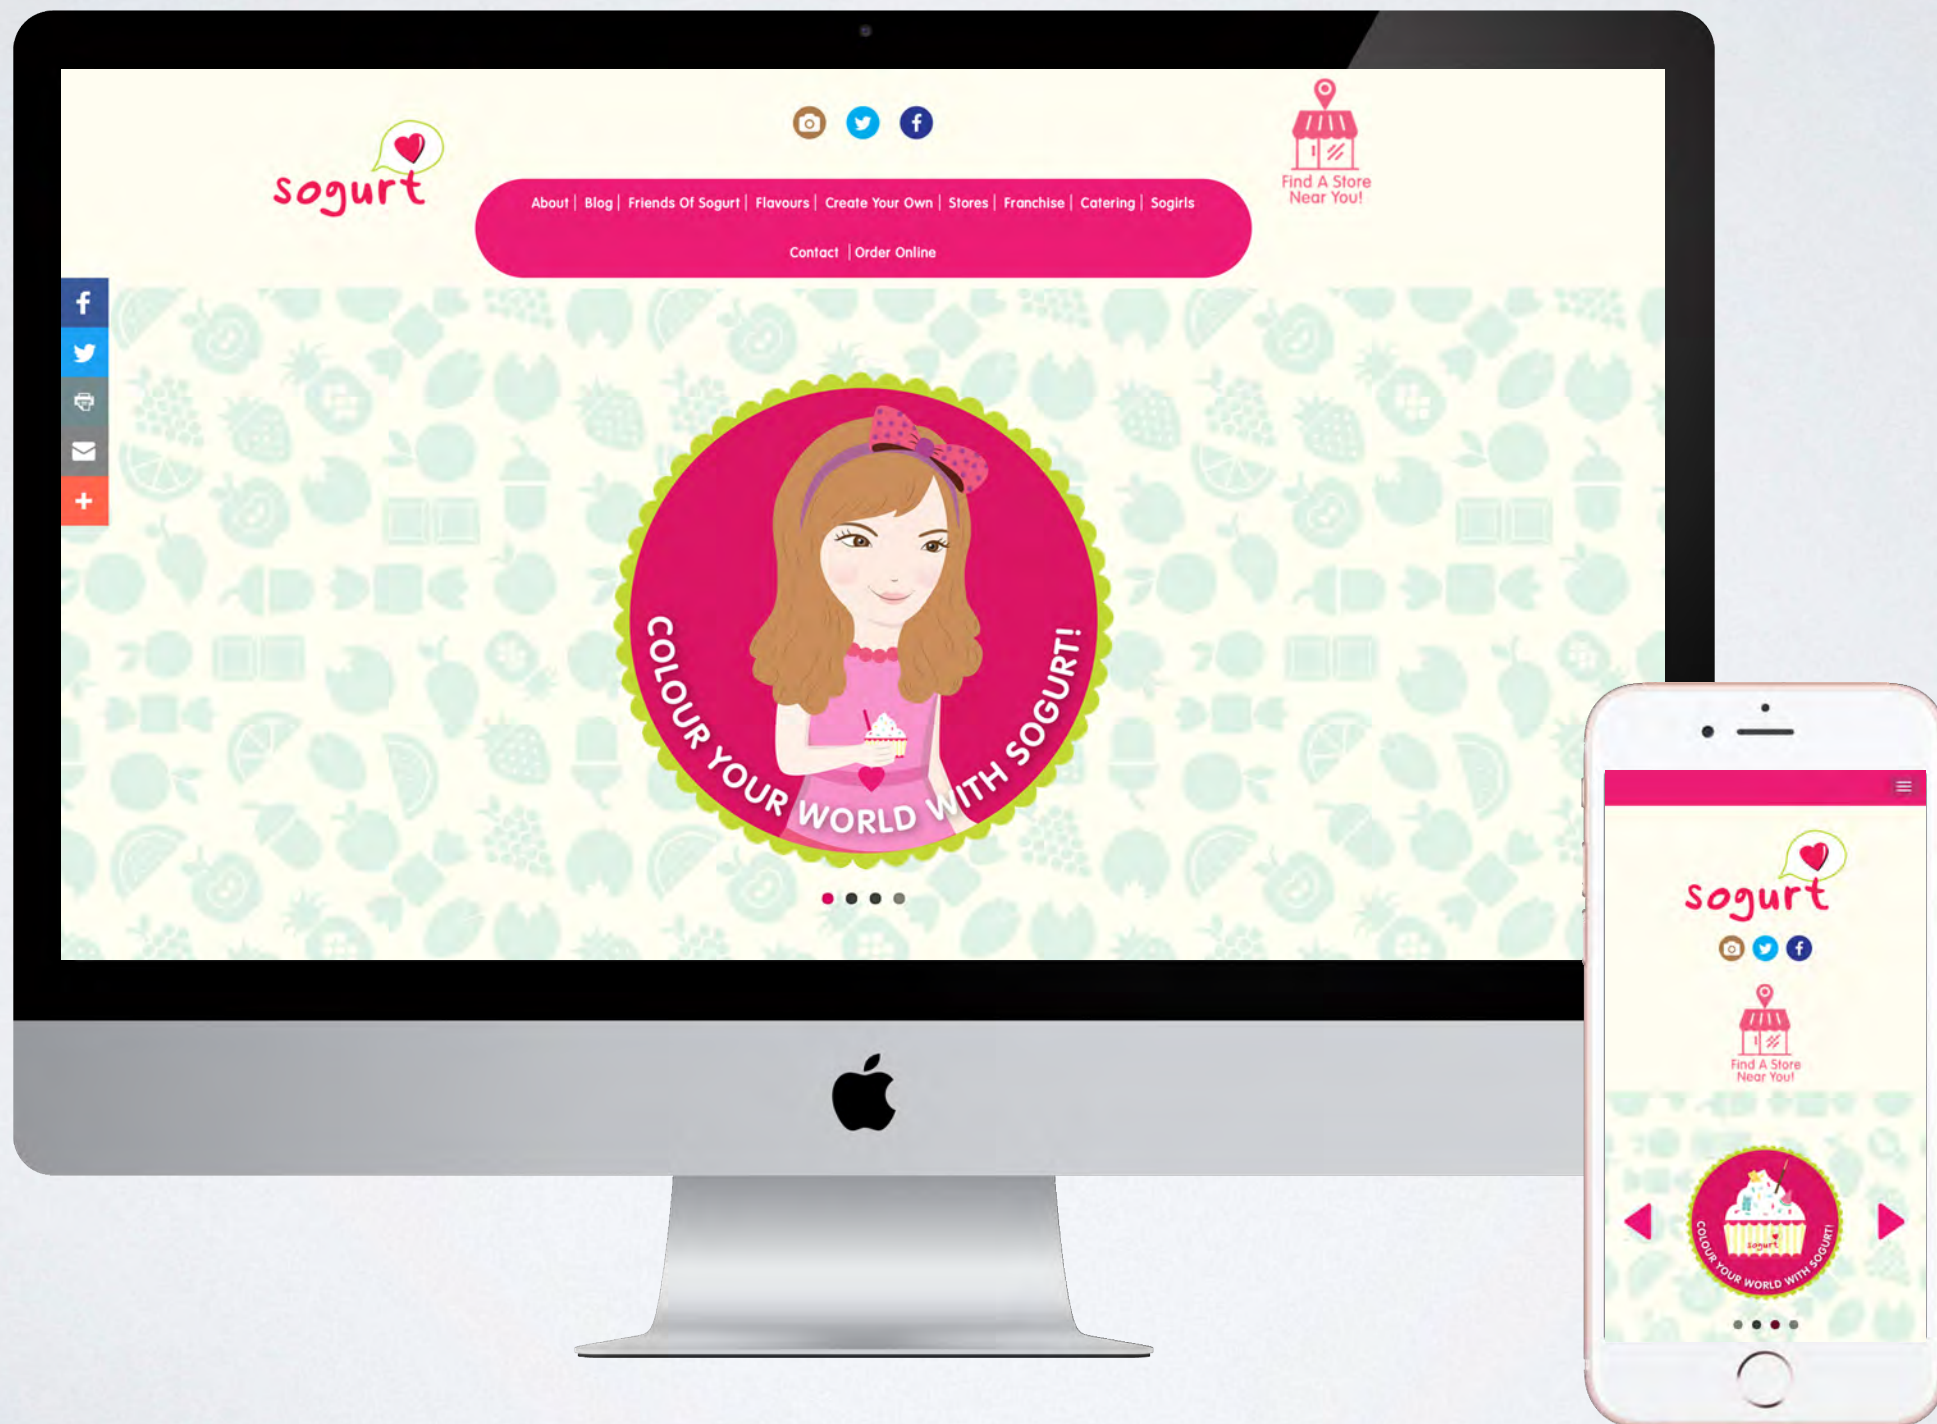 sogurt
Find A Store
Near You!
About | Blog | Friends Of Sogurt | Flavours | Create Your Own | Stores | Franchise | Catering | Sogirls
Contact | Order Online
COLOUR YOUR WORLD WITH SOGURT!
sogurt
Find A Store
Near You!
sogurt
COLOUR YOUR WORLD WITH SOGURT!